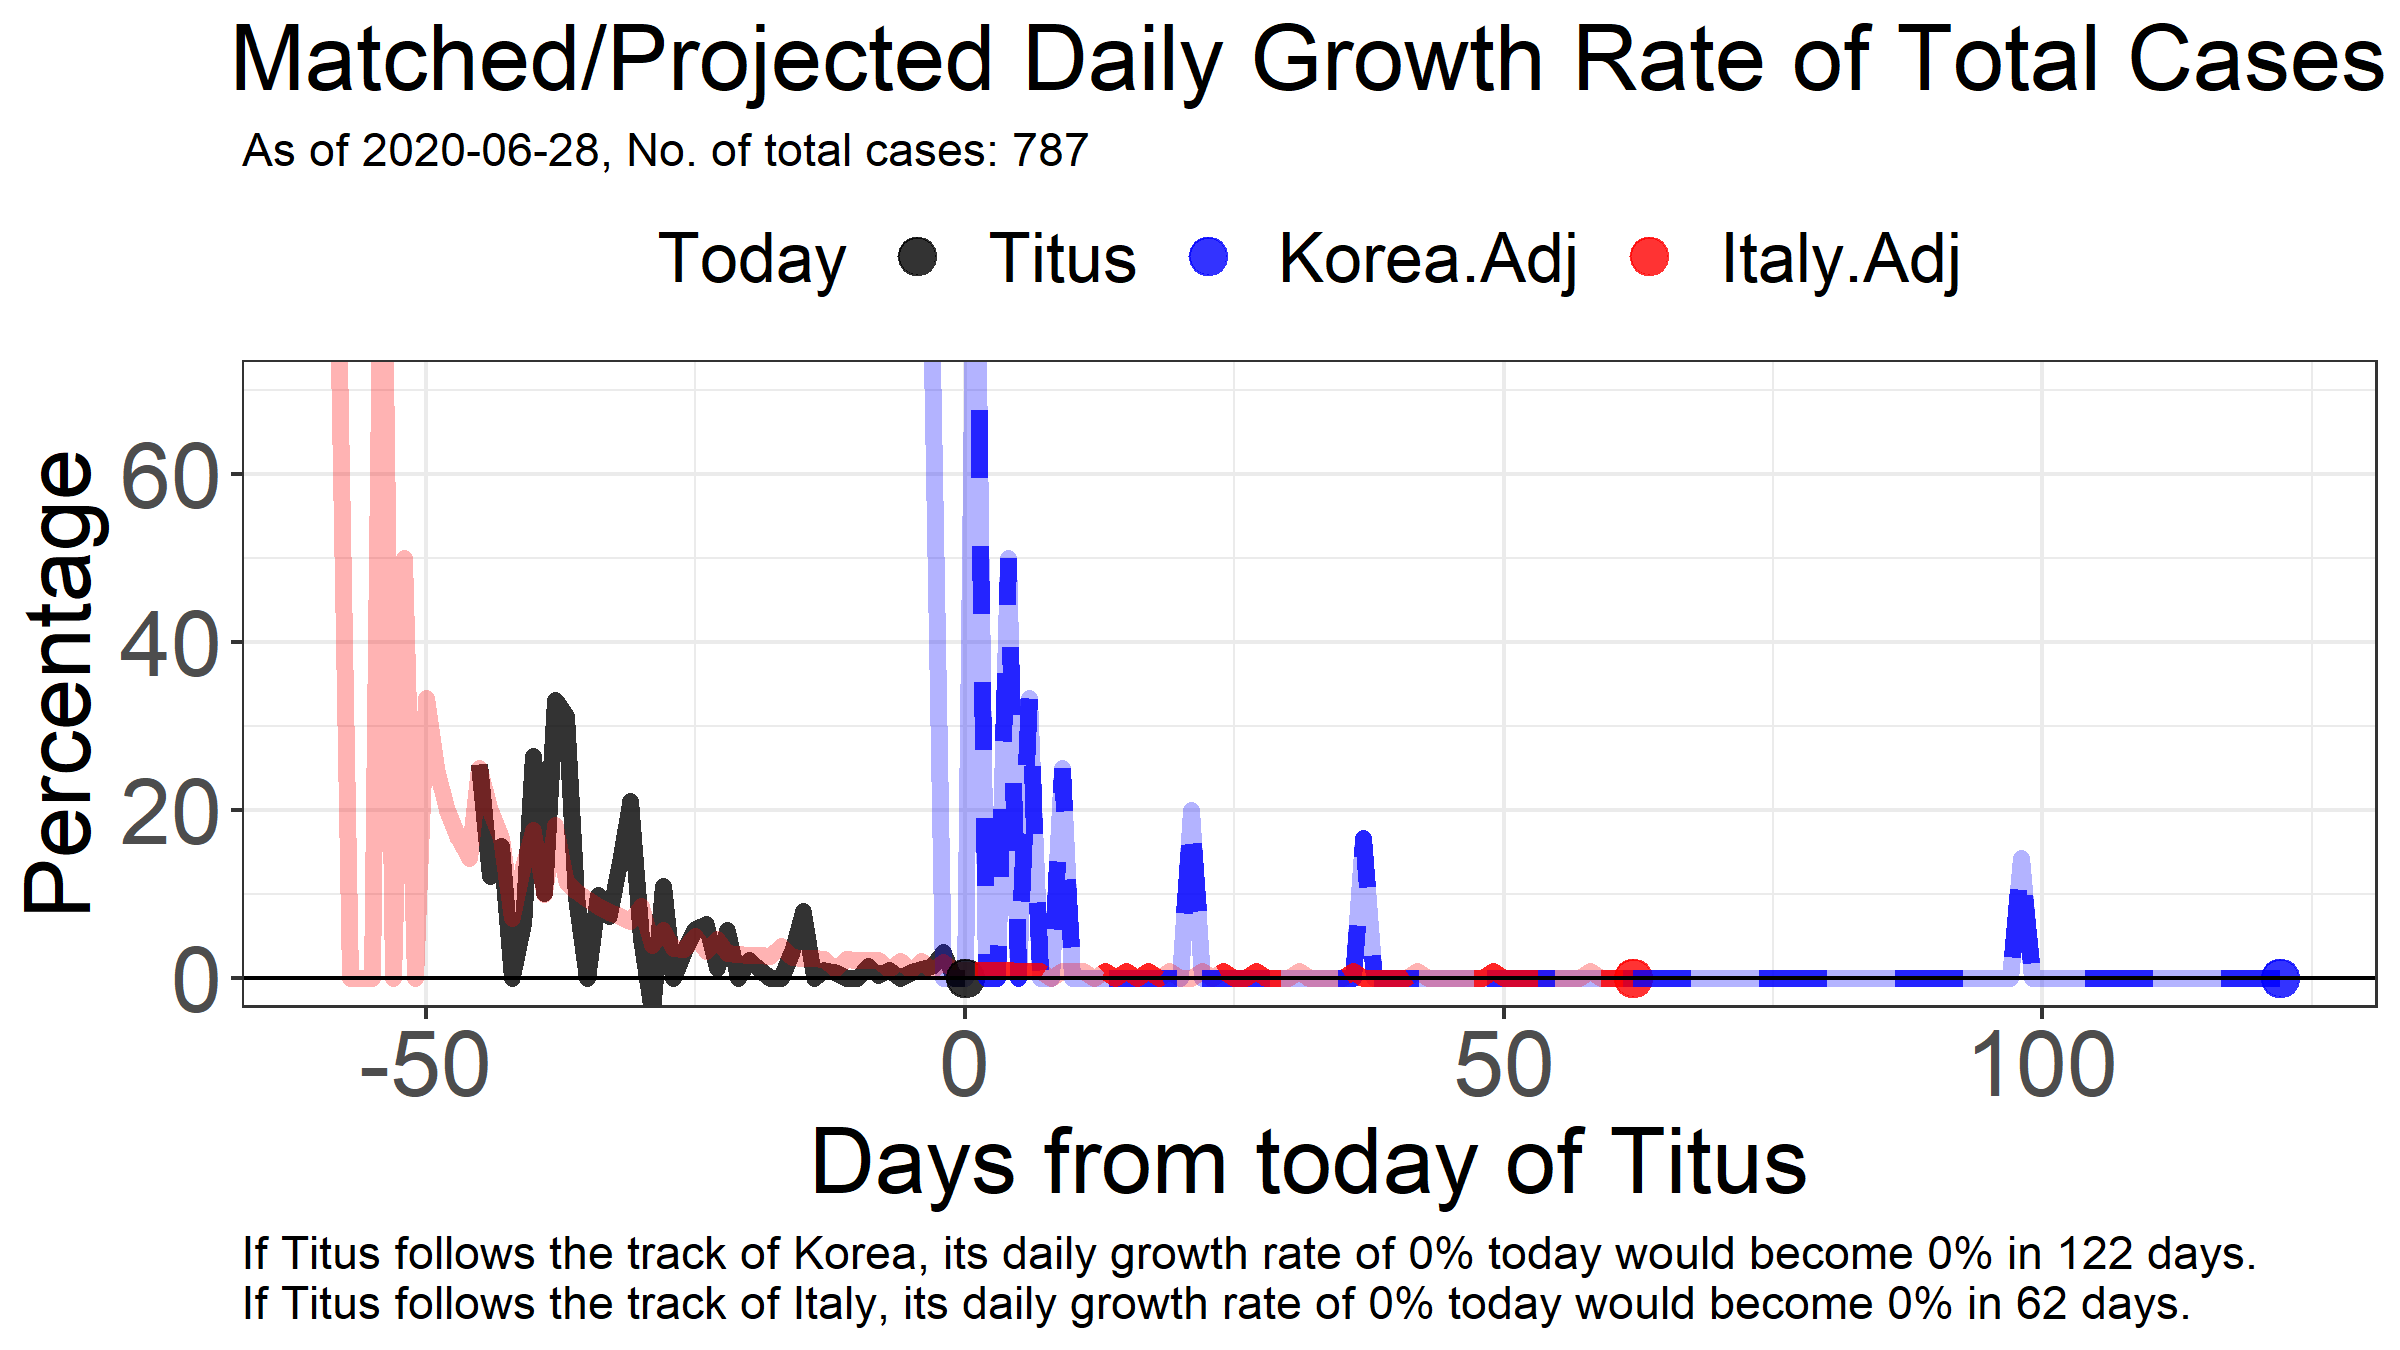 Matched/Projected Daily Growth Rate of Total Cases
As of 2020-06-28, No. of total cases: 787
Today Titus Korea.Adj Italy.Adj
Percentage
60
40
20
0
-50 0 50 100
Days from today of Titus
If Titus follows the track of Korea, its daily growth rate of 0% today would become 0% in 122 days.
If Titus follows the track of Italy, its daily growth rate of 0% today would become 0% in 62 days.